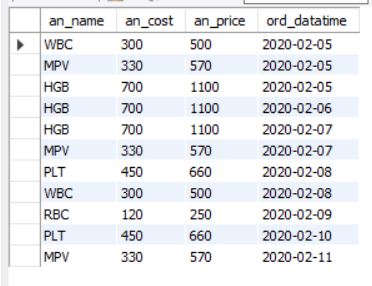 an_name an_cost an_price ord_datatime
WBC 300 500 2020-02-05
MPV 330 570 2020-02-05
HGB 700 1100 2020-02-05
HGB 700 1100 2020-02-06
HGB 700 1100 2020-02-07
MPV 330 570 2020-02-07
PLT 450 660 2020-02-08
WBC 300 500 2020-02-08
RBC 120 250 2020-02-09
PLT 450 660 2020-02-10
MPV 330 570 2020-02-11